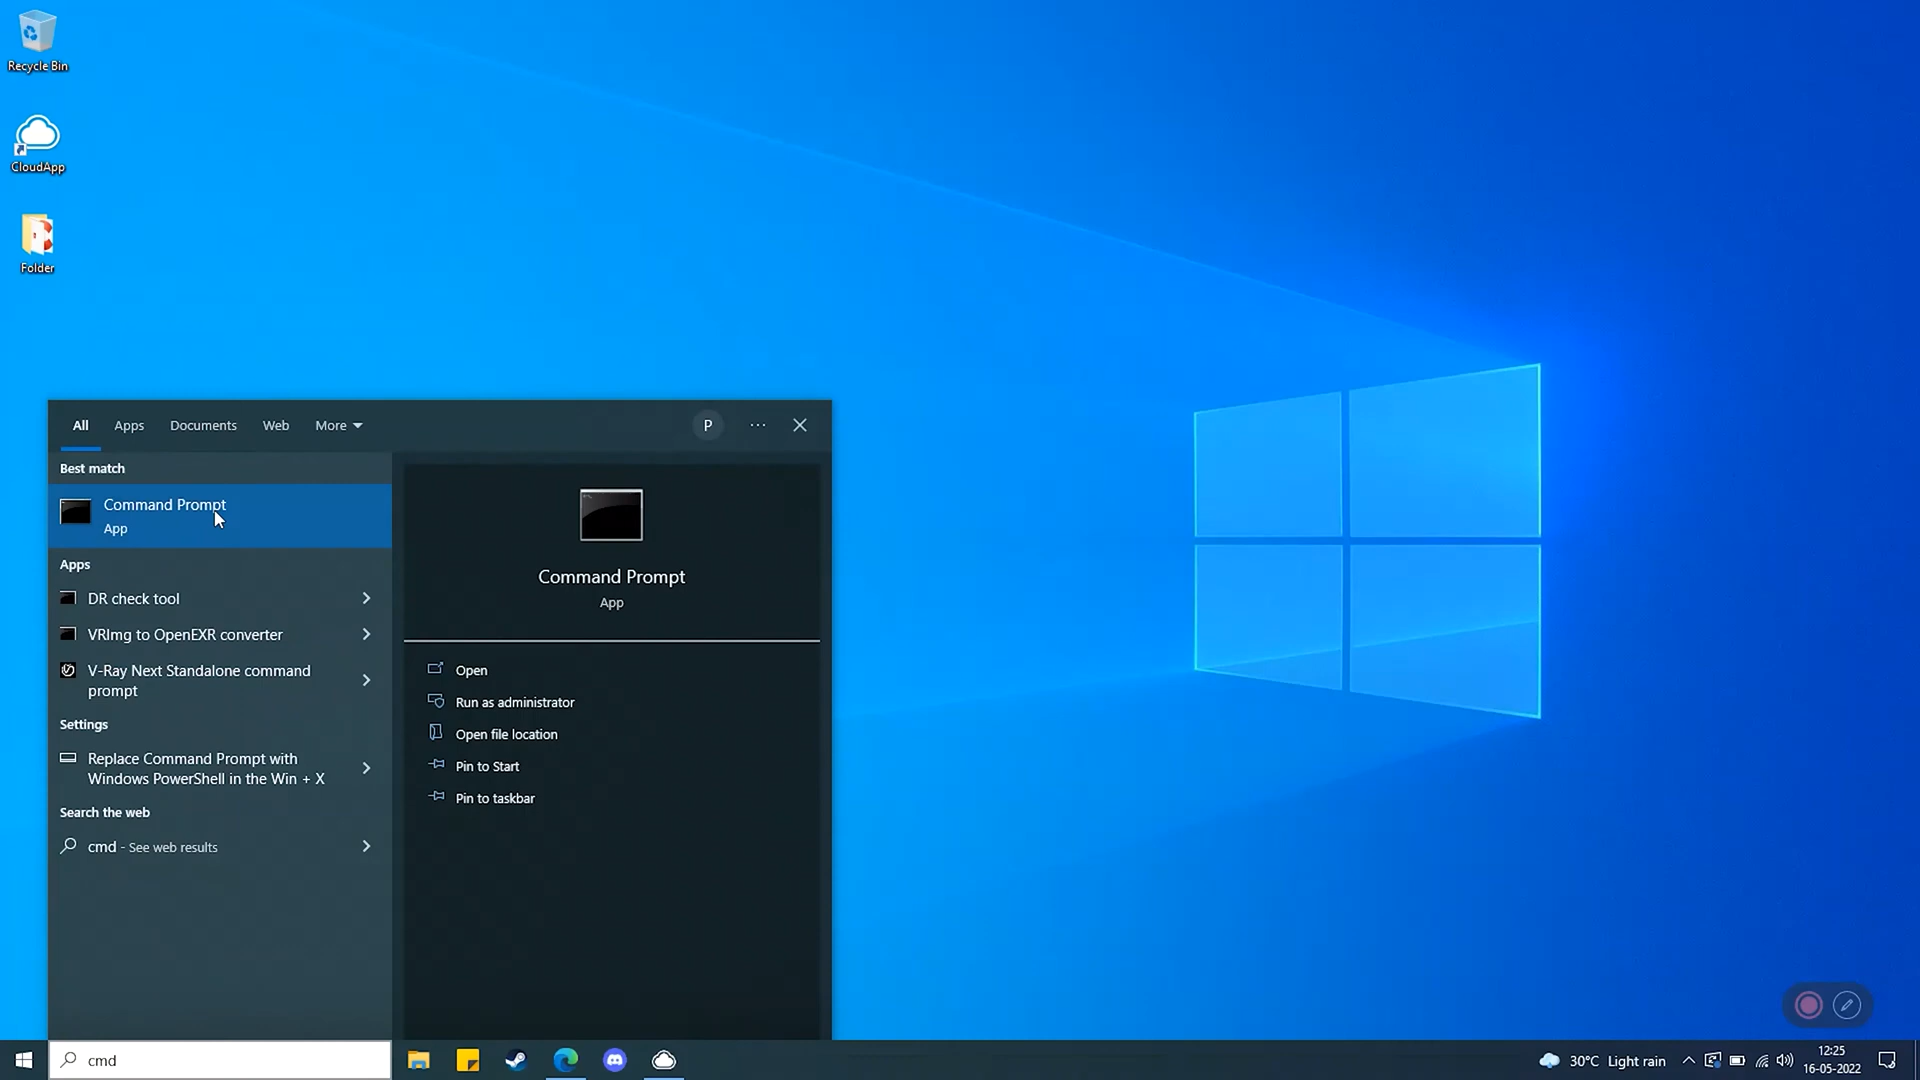 Recycle Bin
CloudApp
Folder
All
Apps
Documents
Web
More
P
Best match
Command Prompt
App
Apps
DR check tool
VRImg to OpenEXR converter
V-Ray Next Standalone command
prompt
Settings
Replace Command Prompt with
Windows PowerShell in the Win + X
Search the web
cmd - See web results
Command Prompt
App
Open
Run as administrator
Open file location
Pin to Start
Pin to taskbar
cmd
30°C Light rain
12:25
16-05-2022